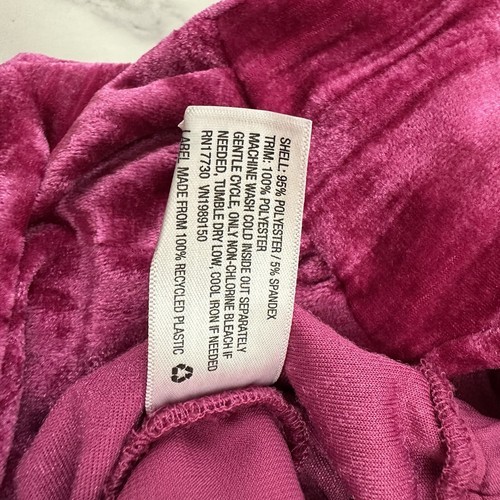 SHELL: 95% POLYESTER / 5% SPANDEX
TRIM: 100% POLYESTER
MACHINE WASH COLD INSIDE OUT SEPARATELY
GENTLE CYCLE, ONLY NON-CHLORINE BLEACH IF
NEEDED, TUMBLE DRY LOW, COOL IRON IF NEEDED
RN17730 VN1989150
LABEL MADE FROM 100% RECYCLED PLASTIC